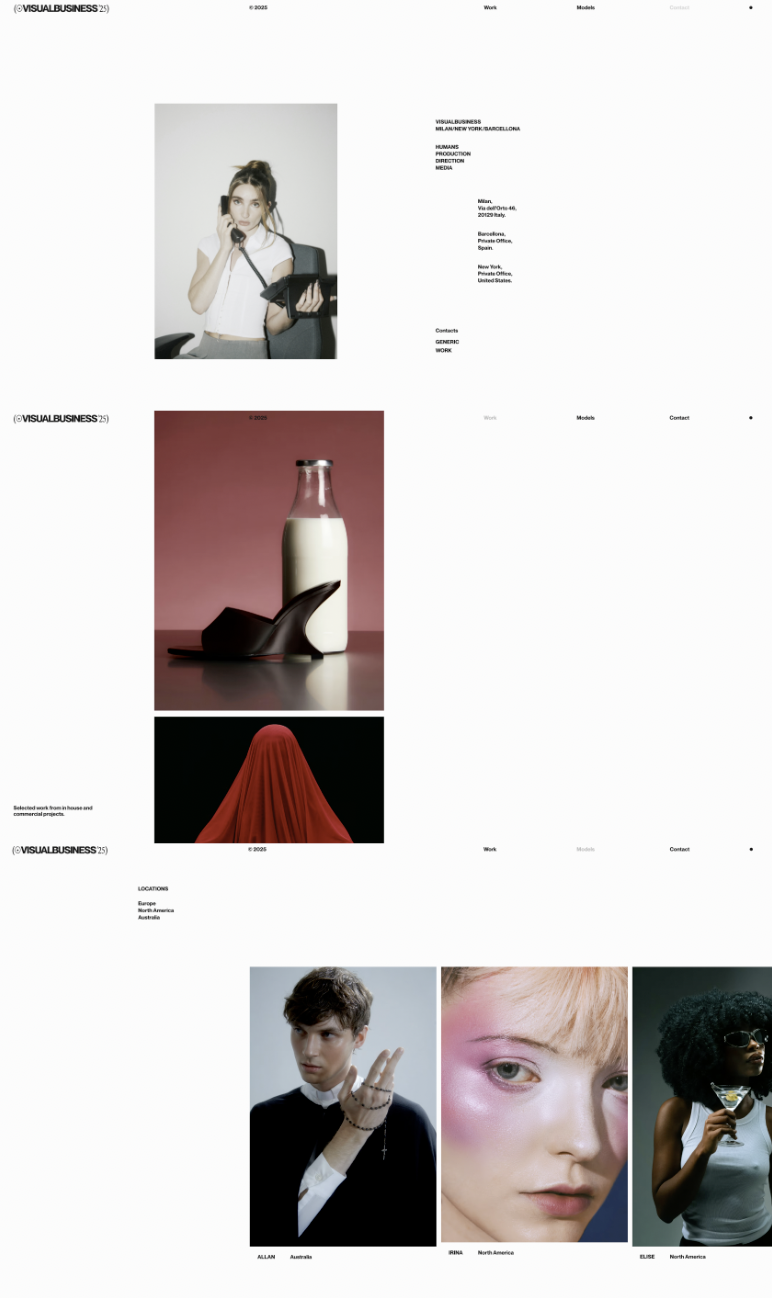 (☉VISUALBUSINESS'25)
© 2025
Work
Models
Contact
VISUALBUSINESS
MILAN/NEW YORK/BARCELLONA
HUMANS
PRODUCTION
DIRECTION
MEDIA
Milan,
Via dell'Orto 46,
20129 Italy.
Barcellona,
Private Office,
Spain.
New York,
Private Office,
United States.
Contacts
GENERIC
WORK
(☉VISUALBUSINESS'25)
© 2025
Work
Models
Contact
Selected work from in house and
commercial projects.
(☉VISUALBUSINESS'25)
© 2025
Work
Models
Contact
LOCATIONS
Europe
North America
Australia
ALLAN Australia
IRINA North America
ELISE North America